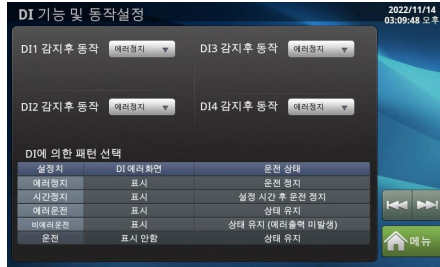 DI 기능 및 동작설정
2022/11/14
03:09:48 오후
DI1 감지후 동작 에러정지 DI3 감지후 동작 에러정지
DI2 감지후 동작 에러정지 DI4 감지후 동작 에러정지
DI에 의한 패턴 선택
설정치 DI 에러화면 운전 상태
에러정지 표시 운전 정지
시간정지 표시 설정 시간 후 운전 정지
에러운전 표시 상태 유지
비에러운전 표시 상태 유지 (에러출력 미발생)
운전 표시 안함 상태 유지
메뉴